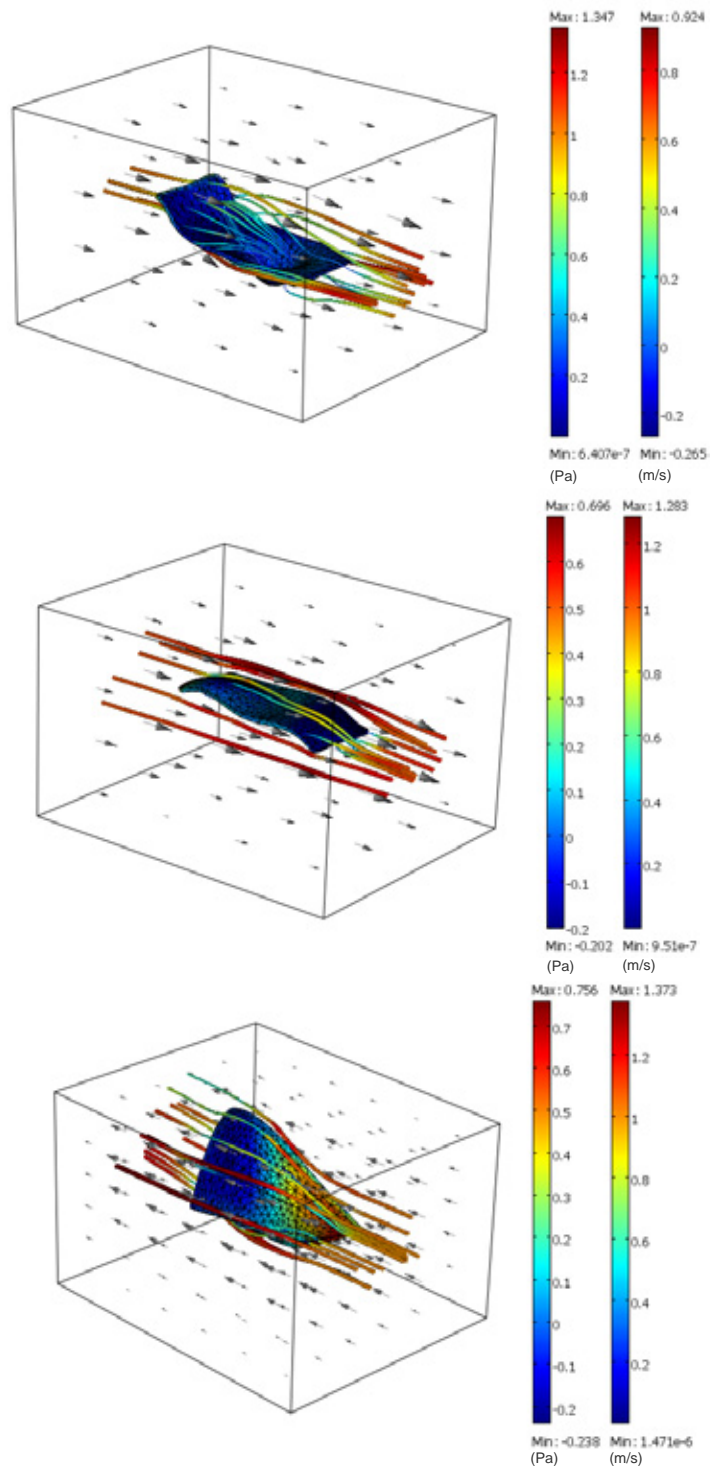 Max: 1.347 Max: 0.924
1.2 0.8
1 0.6
0.8 0.4
0.6 0.2
0.4 0
0.2 -0.2
Min: 6.407e-7 Min: -0.265
(Pa) (m/s)
Max: 0.696 Max: 1.283
0.6 1.2
0.5 1
0.4 0.8
0.3 0.6
0.2 0.4
0.1 0.2
0
-0.1
-0.2
Min: -0.202 Min: 9.51e-7
(Pa) (m/s)
Max: 0.756 Max: 1.373
0.7 1.2
0.6 1
0.5 0.8
0.4 0.6
0.3 0.4
0.2 0.2
0.1
0
-0.1
-0.2
Min: -0.238 Min: 1.471e-6
(Pa) (m/s)